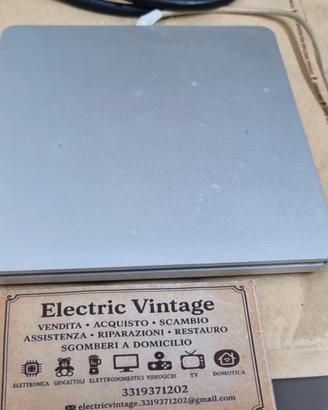 Electric Vintage
VENDITA • ACQUISTO • SCAMBIO
ASSISTENZA • RIPARAZIONI • RESTAURO
SGOMBERI A DOMICILIO
ELETTRONICA GIOCATTOLI ELETTRODOMESTICI VIDEOGIOCHI TV DOMOTICA
3319371202
electricvintage.3319371202@gmail.com